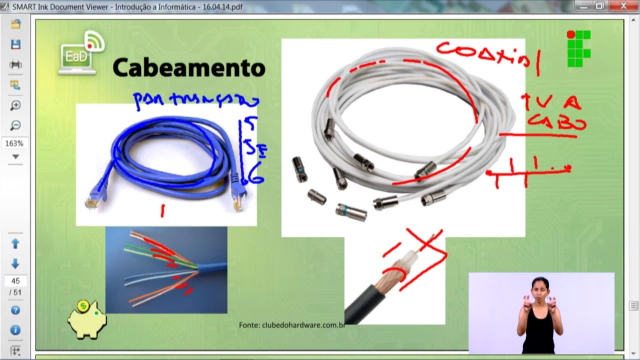 SMART Ink Document Viewer - Introdução a Informática - 16.04.14.pdf
EaD
Cabeamento
COAXIAL
PAR TRANÇADO
TV A
CABO
5
5E
6
163%
45
/ 51
$
Fonte: clubedohardware.com.br